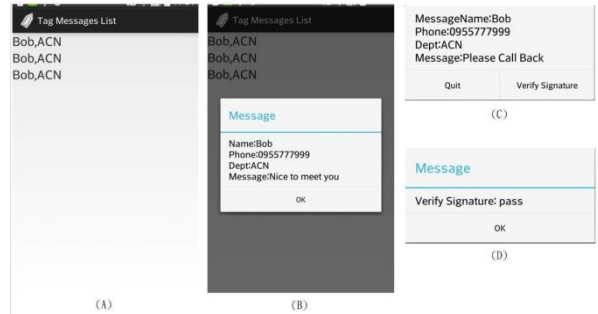 Tag Messages List
Bob,ACN
Bob,ACN
Bob,ACN
(A)
Tag Messages List
Bob,ACN
Bob,ACN
Bob,ACN
Message
Name:Bob
Phone:0955777999
Dept:ACN
Message:Nice to meet you
OK
(B)
MessageName:Bob
Phone:0955777999
Dept:ACN
Message:Please Call Back
Quit Verify Signature
(C)
Message
Verify Signature: pass
OK
(D)